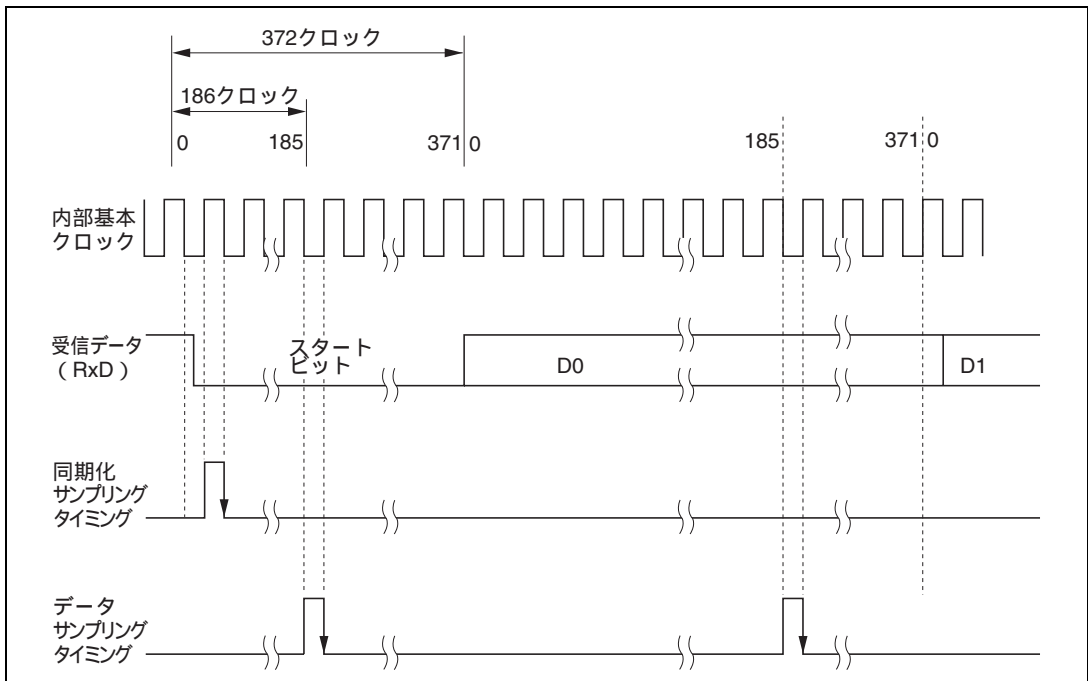 372クロック
186クロック
0
185
371
0
185
371
0
内部基本
クロック
受信データ
（RxD）
スタート
ビット
D0
D1
同期化
サンプリング
タイミング
データ
サンプリング
タイミング